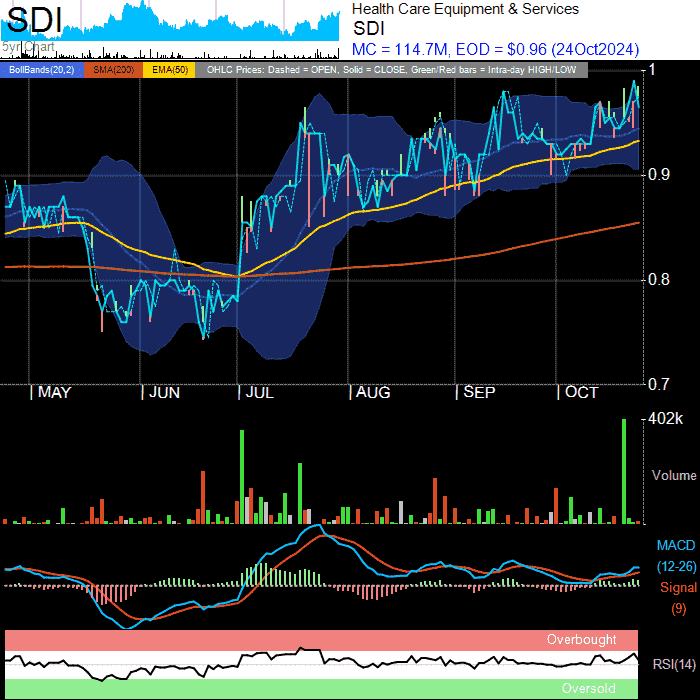 SDI
5yr Chart
Health Care Equipment & Services
SDI
MC = 114.7M, EOD = $0.96 (24Oct2024)
BollBands(20,2) SMA(200) EMA(50) OHLC Prices: Dashed = OPEN, Solid = CLOSE, Green/Red bars = Intra-day HIGH/LOW
1
0.9
0.8
0.7
MAY JUN JUL AUG SEP OCT
402k
Volume
MACD
(12-26)
Signal
(9)
Overbought
RSI(14)
Oversold